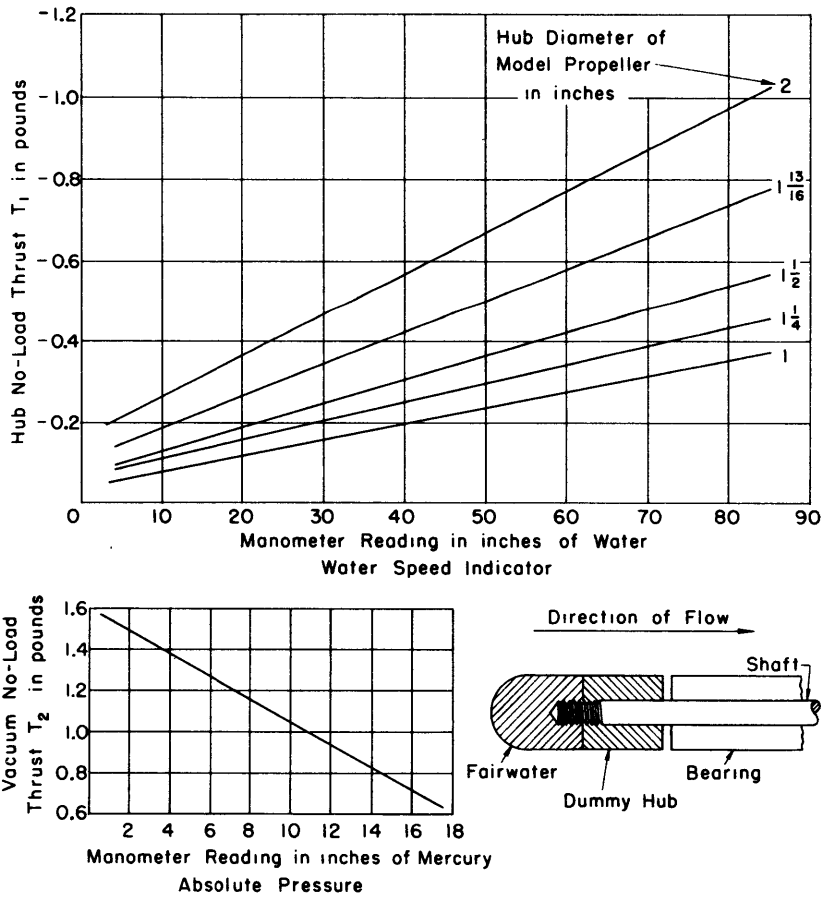 -1.2
-1.0
-0.8
-0.6
-0.4
-0.2
Hub No-Load Thrust T₁ in pounds
Hub Diameter of
Model Propeller
in inches
2
1 13/16
1 1/2
1 1/4
1
0 10 20 30 40 50 60 70 80 90
Manometer Reading in inches of Water
Water Speed Indicator
1.6
1.4
1.2
1.0
0.8
0.6
Vacuum No-Load
Thrust T₂ in pounds
2 4 6 8 10 12 14 16 18
Manometer Reading in inches of Mercury
Absolute Pressure
Direction of Flow
Shaft
Fairwater
Bearing
Dummy Hub